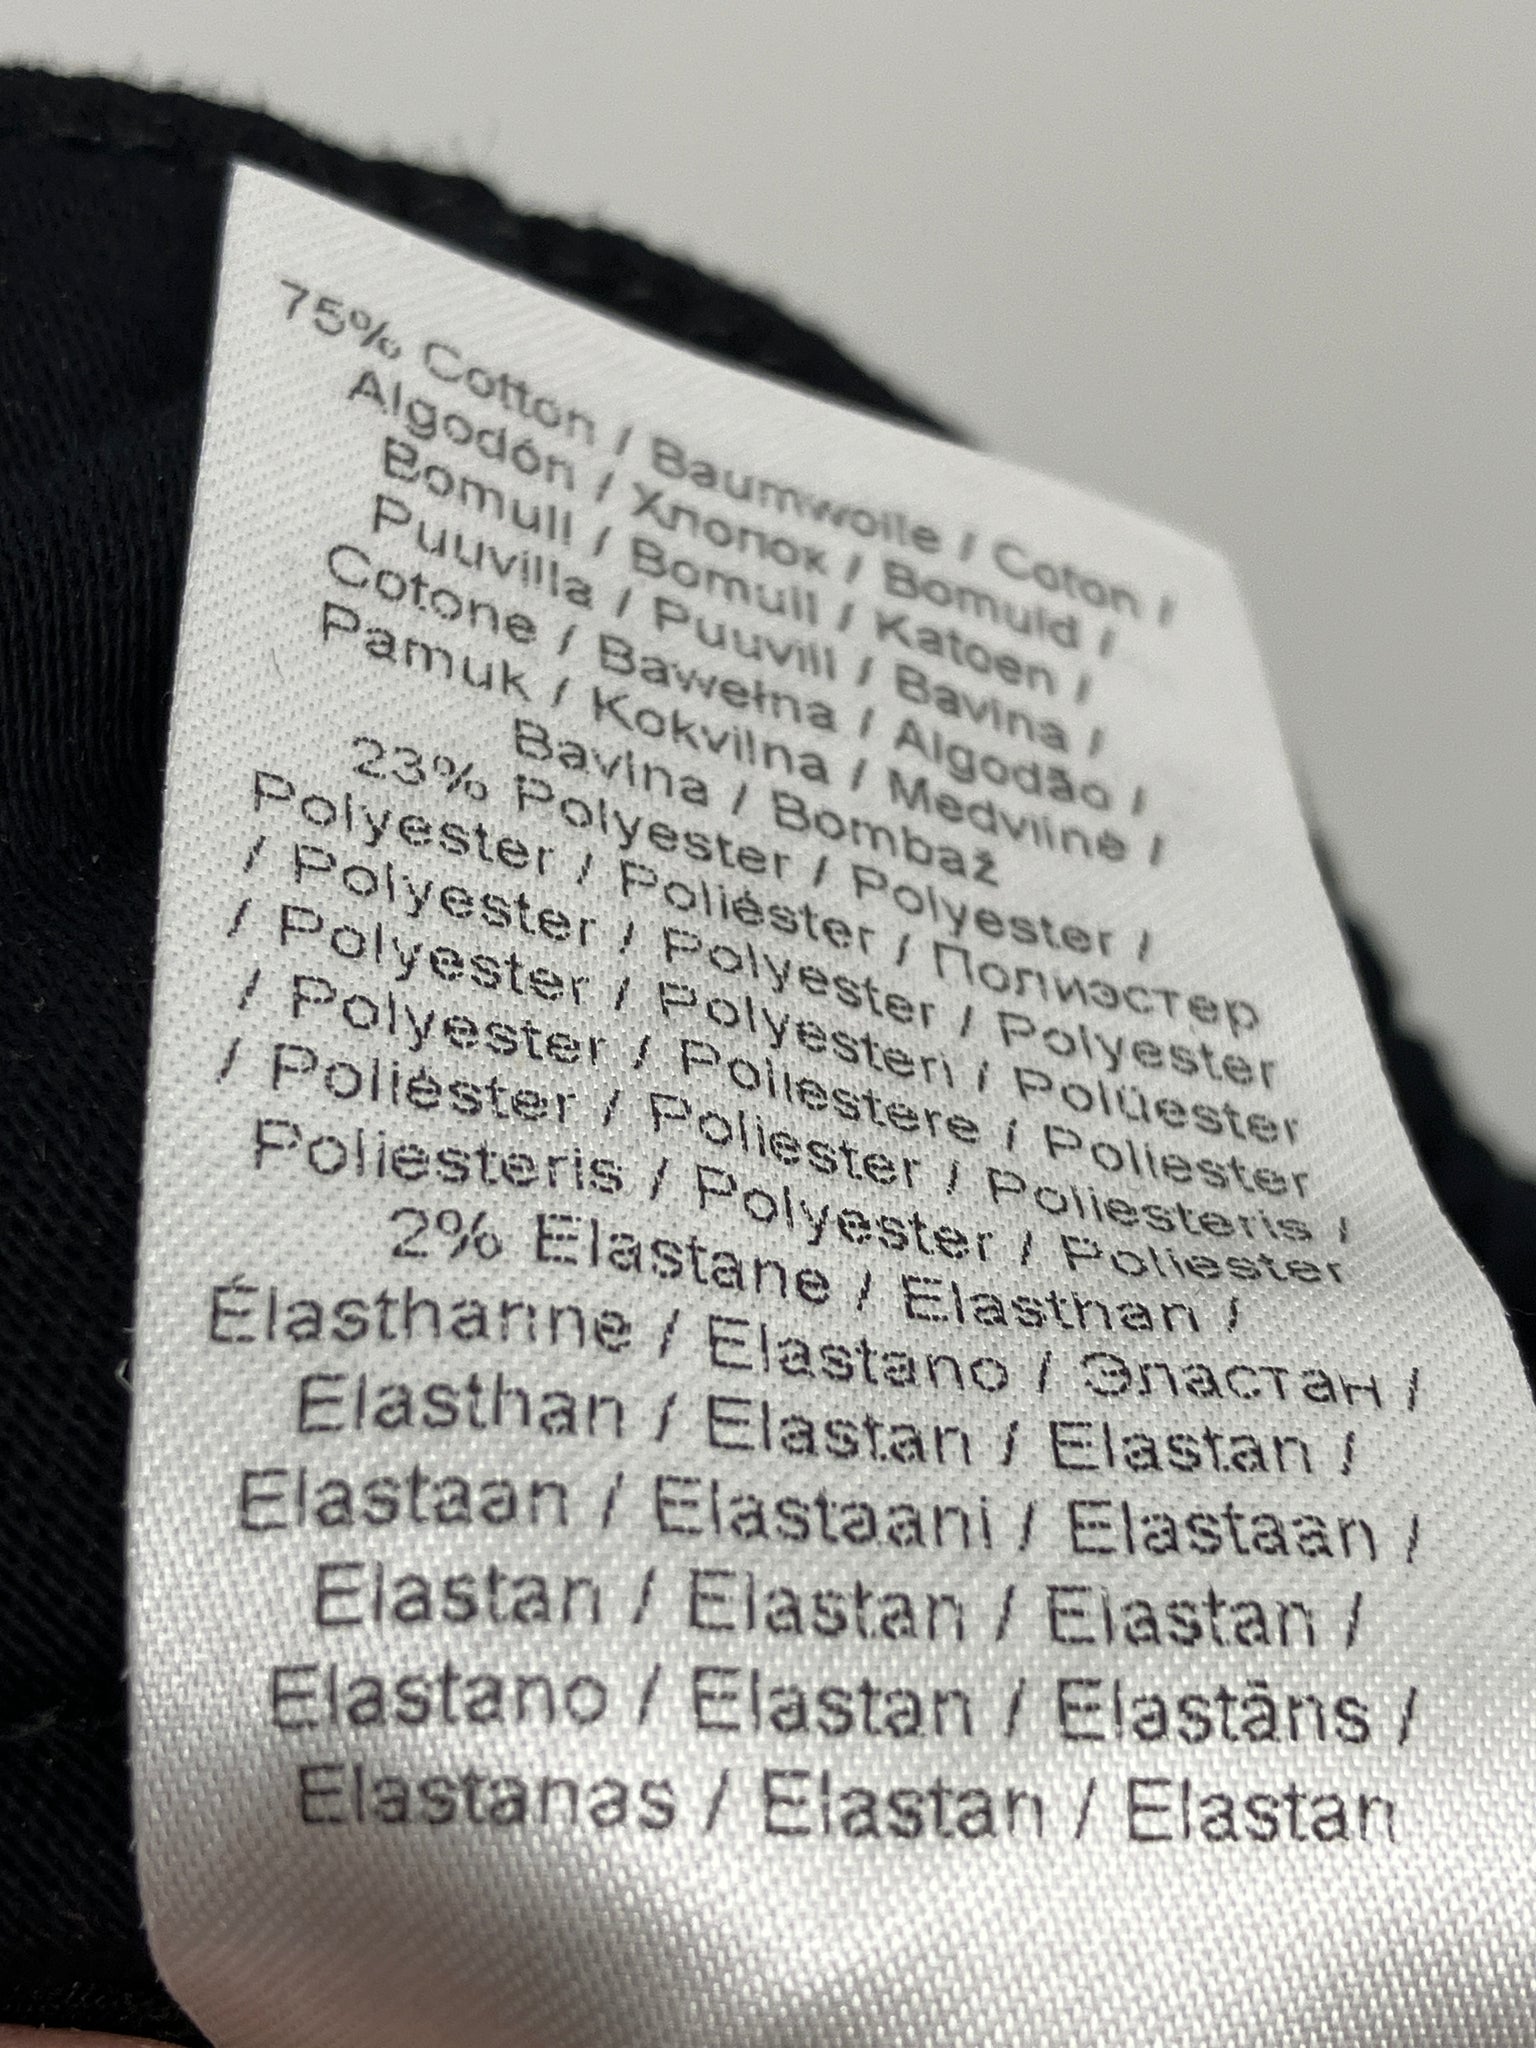 75% Cotton / Baumwolle / Coton /
Algodón / Хлопок / Bomuld /
Bomull / Bomull / Katoen /
Puuvilla / Puuvill / Bavlna /
Cotone / Bawełna / Algodão /
Pamuk / Kokvilna / Medvilnė /
Bavlna / Bombaž
23% Polyester / Polyester /
Polyester / Poliéster / Полиэстер
/ Polyester / Polyester / Polyester
/ Polyester / Polyesteri / Polüester
/ Polyester / Poliestere / Poliester
/ Poliéster / Poliester / Poliesteris /
Poliesteris / Polyester / Poliester
2% Elastane / Elasthan /
Élasthanne / Elastano / Эластан /
Elasthan / Elastan / Elastan /
Elastaan / Elastaani / Elastaan /
Elastan / Elastan / Elastan /
Elastano / Elastan / Elastāns /
Elastanas / Elastan / Elastan